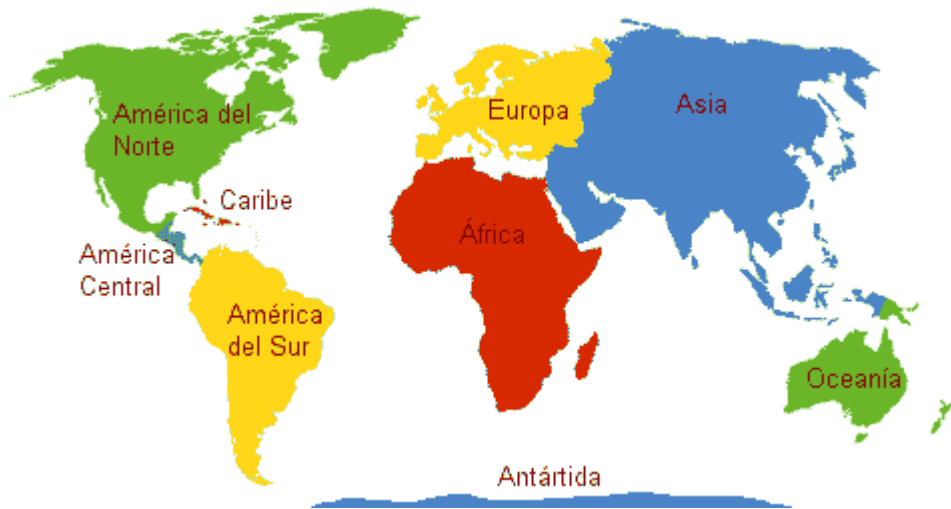 América del
Norte
Europa
Asia
Caribe
África
América
Central
América
del Sur
Oceanía
Antártida